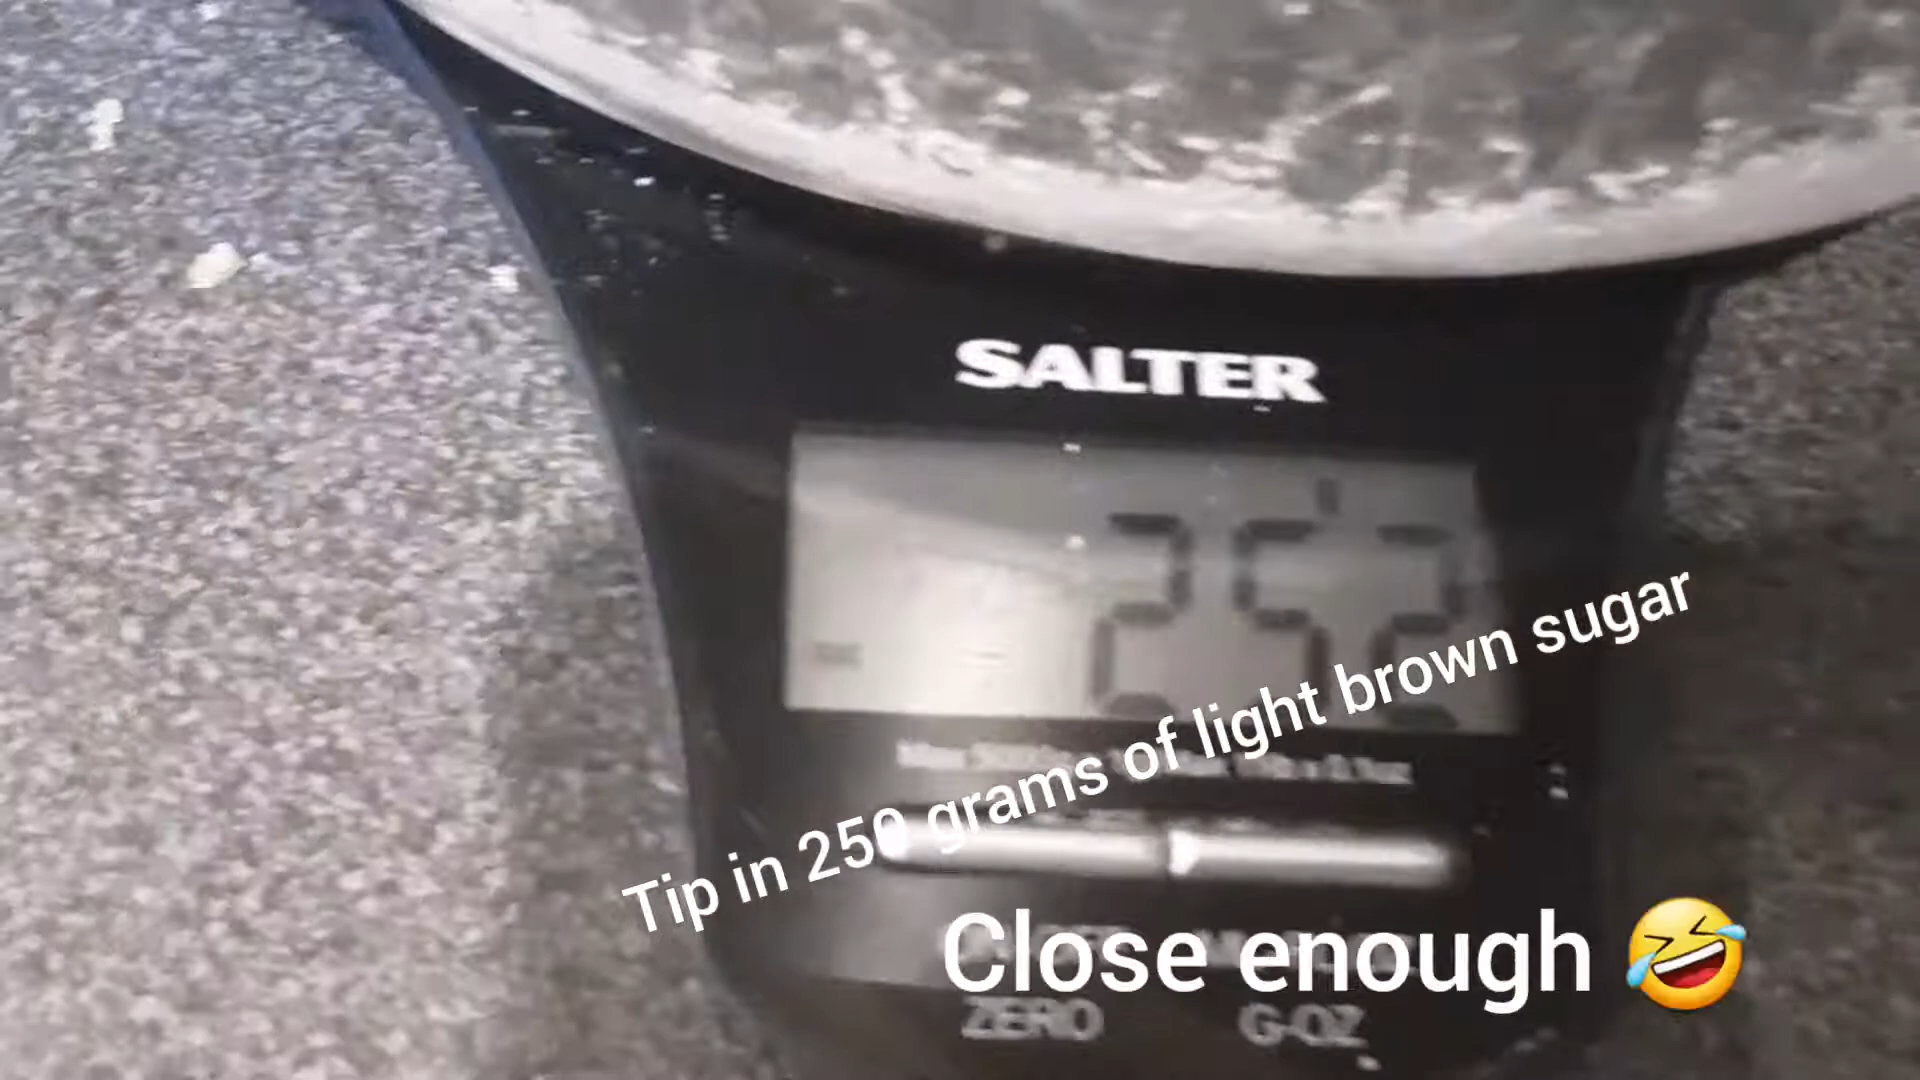 SALTER
252
Tip in 250 grams of light brown sugar
Close enough 🤣
ZERO
G-OZ